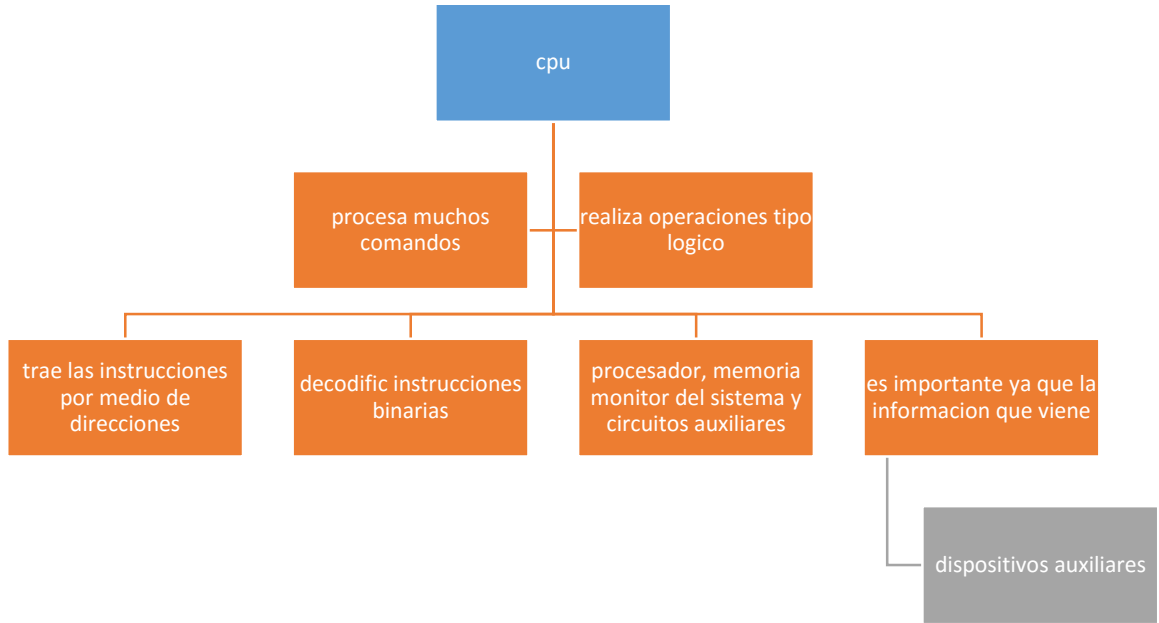 cpu
procesa muchos
comandos
realiza operaciones tipo
logico
trae las instrucciones
por medio de
direcciones
decodific instrucciones
binarias
procesador, memoria
monitor del sistema y
circuitos auxiliares
es importante ya que la
informacion que viene
dispositivos auxiliares